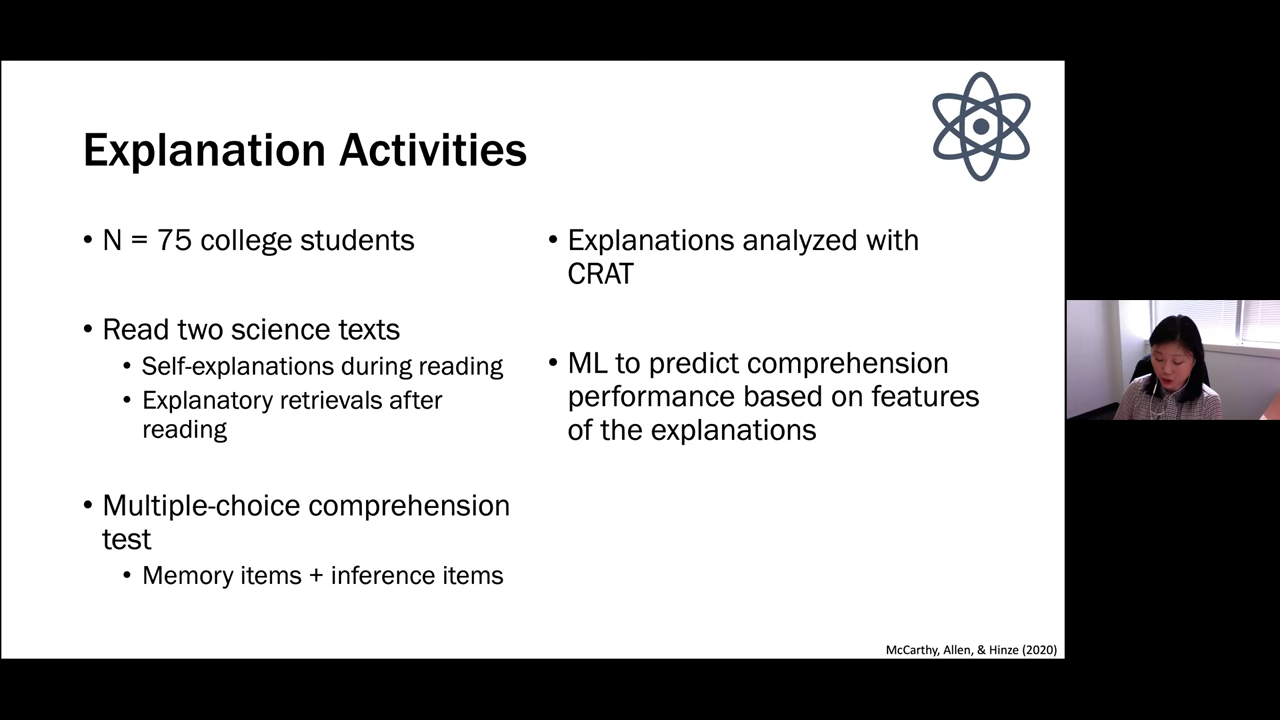 Explanation Activities
• N = 75 college students
• Read two science texts
• Self-explanations during reading
• Explanatory retrievals after
reading
• Multiple-choice comprehension
test
• Memory items + inference items
• Explanations analyzed with
CRAT
• ML to predict comprehension
performance based on features
of the explanations
McCarthy, Allen, & Hinze (2020)